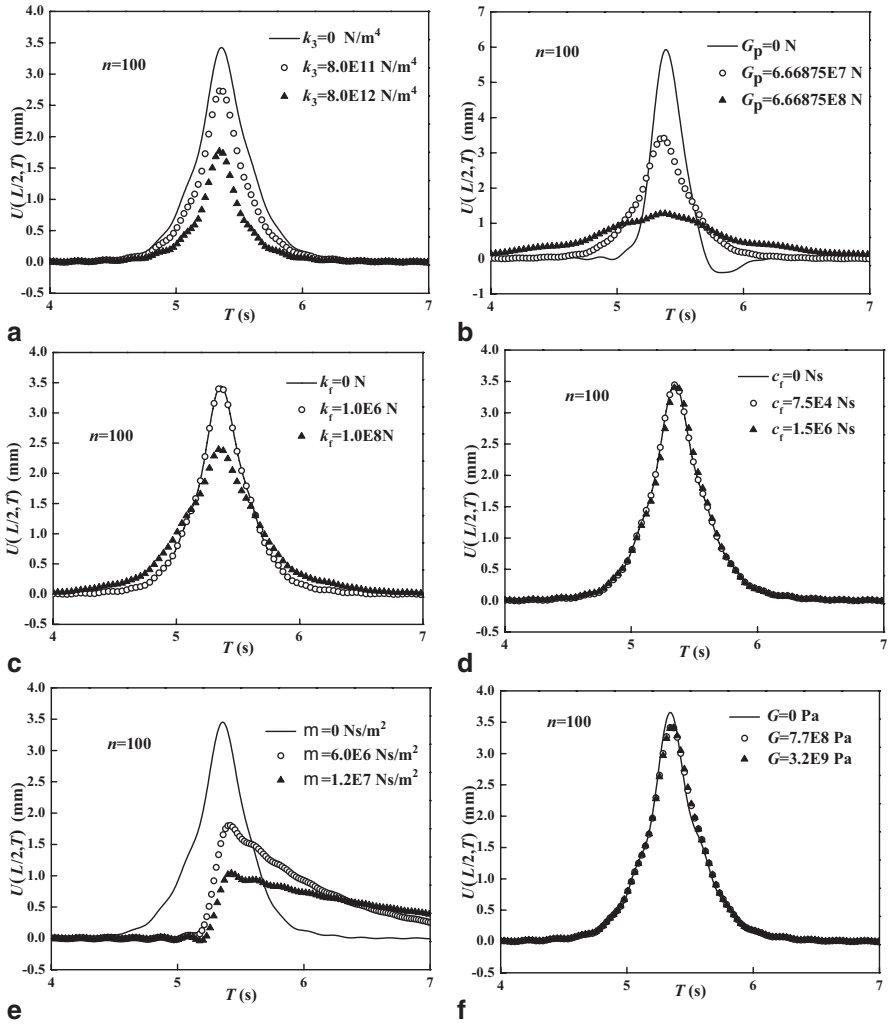 4.0
3.5
3.0
2.5
2.0
1.5
1.0
0.5
0.0
-0.5
U(L/2,T) (mm)
n=100
k₃=0 N/m⁴
k₃=8.0E11 N/m⁴
k₃=8.0E12 N/m⁴
4 5 6 7
T (s)
a
7
6
5
4
3
2
1
0
-1
U(L/2,T) (mm)
n=100
Gp=0 N
Gp=6.66875E7 N
Gp=6.66875E8 N
4 5 6 7
T (s)
b
4.0
3.5
3.0
2.5
2.0
1.5
1.0
0.5
0.0
-0.5
U(L/2,T) (mm)
n=100
kf=0 N
kf=1.0E6 N
kf=1.0E8N
4 5 6 7
T (s)
c
4.0
3.5
3.0
2.5
2.0
1.5
1.0
0.5
0.0
-0.5
U(L/2,T) (mm)
n=100
cf=0 Ns
cf=7.5E4 Ns
cf=1.5E6 Ns
4 5 6 7
T (s)
d
4.0
3.5
3.0
2.5
2.0
1.5
1.0
0.5
0.0
-0.5
U(L/2,T) (mm)
n=100
m=0 Ns/m²
m=6.0E6 Ns/m²
m=1.2E7 Ns/m²
4 5 6 7
T (s)
e
4.0
3.5
3.0
2.5
2.0
1.5
1.0
0.5
0.0
-0.5
U(L/2,T) (mm)
n=100
G=0 Pa
G=7.7E8 Pa
G=3.2E9 Pa
4 5 6 7
T (s)
f